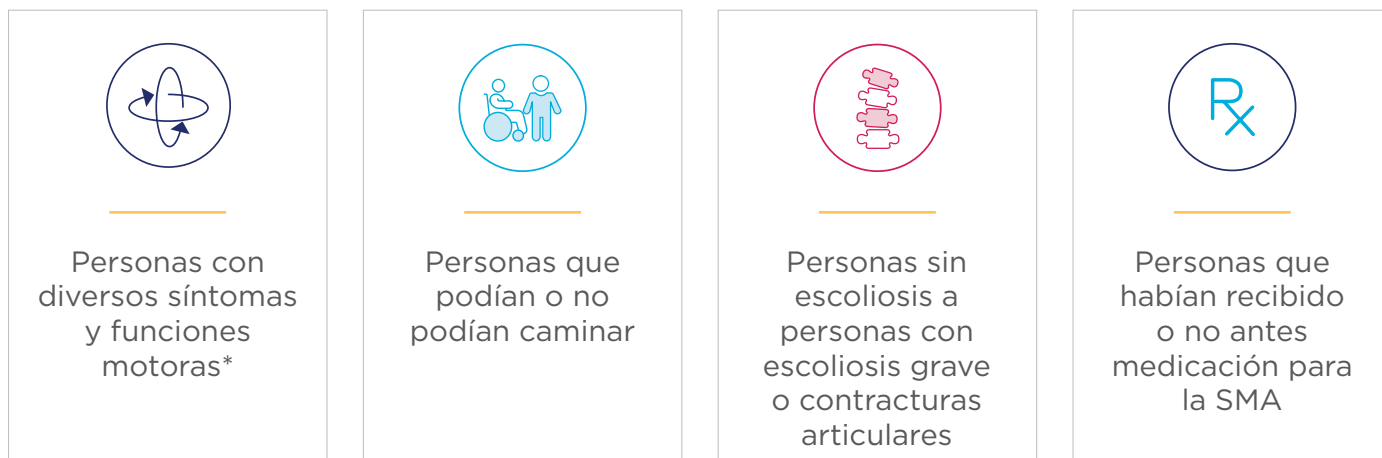 Personas con
diversos síntomas
y funciones
motoras*
Personas que
podían o no
podían caminar
Personas sin
escoliosis a
personas con
escoliosis grave
o contracturas
articulares
Rx
Personas que
habían recibido
o no antes
medicación para
la SMA